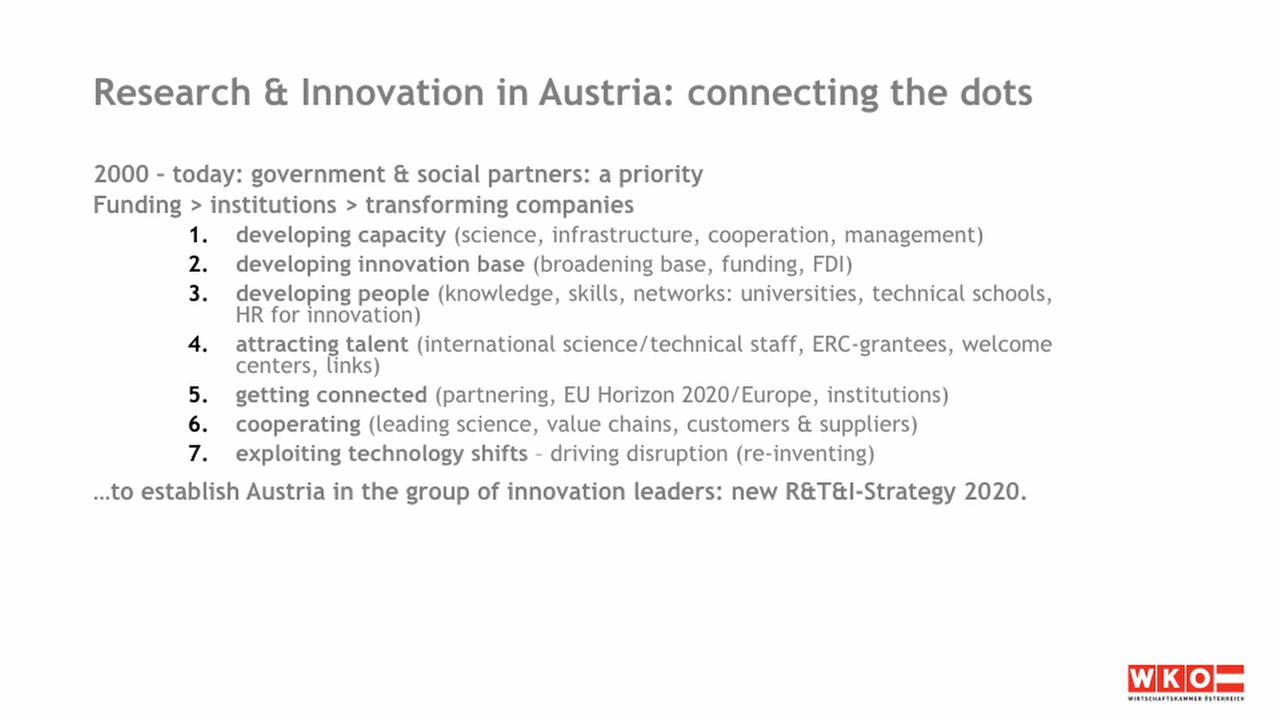 Research & Innovation in Austria: connecting the dots
2000 – today: government & social partners: a priority
Funding > institutions > transforming companies
1. developing capacity (science, infrastructure, cooperation, management)
2. developing innovation base (broadening base, funding, FDI)
3. developing people (knowledge, skills, networks: universities, technical schools,
HR for innovation)
4. attracting talent (international science/technical staff, ERC-grantees, welcome
centers, links)
5. getting connected (partnering, EU Horizon 2020/Europe, institutions)
6. cooperating (leading science, value chains, customers & suppliers)
7. exploiting technology shifts – driving disruption (re-inventing)
…to establish Austria in the group of innovation leaders: new R&T&I-Strategy 2020.
WKO
WIRTSCHAFTSKAMMER ÖSTERREICH